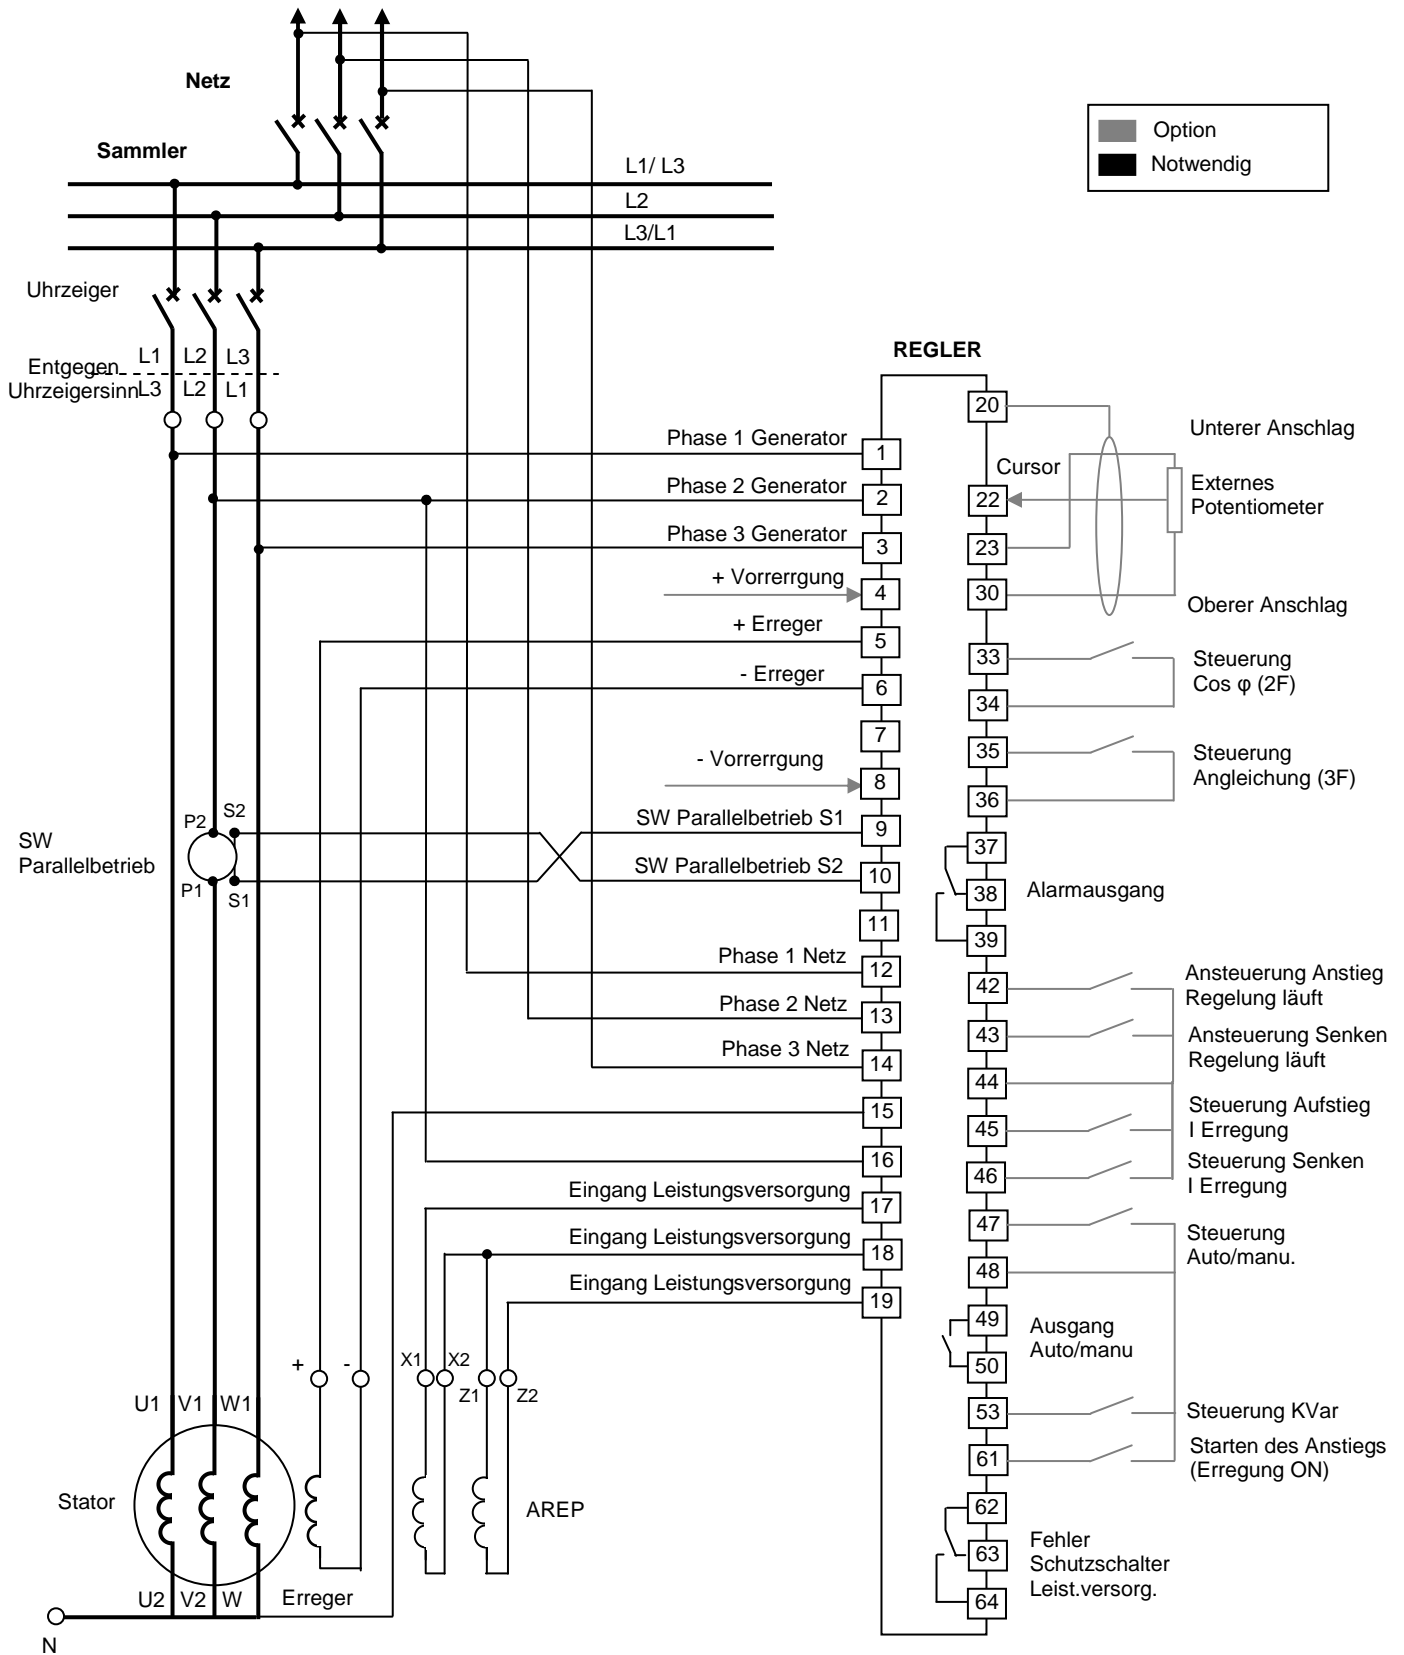 Netz
Sammler
L1/ L3
L2
L3/L1
Option
Notwendig
Uhrzeiger
L1 L2 L3
Entgegen
Uhrzeigersinn
L3 L2 L1
REGLER
Phase 1 Generator
1
Phase 2 Generator
2
Phase 3 Generator
3
+ Vorrerrgung
4
+ Erreger
5
- Erreger
6
7
- Vorrerrgung
8
SW Parallelbetrieb S1
9
SW Parallelbetrieb S2
10
11
Phase 1 Netz
12
Phase 2 Netz
13
Phase 3 Netz
14
15
16
Eingang Leistungsversorgung
17
Eingang Leistungsversorgung
18
Eingang Leistungsversorgung
19
20
Unterer Anschlag
Cursor
22
Externes
Potentiometer
23
30
Oberer Anschlag
33
Steuerung
Cos φ (2F)
34
35
Steuerung
Angleichung (3F)
36
37
38
Alarmausgang
39
42
Ansteuerung Anstieg
Regelung läuft
43
Ansteuerung Senken
Regelung läuft
44
45
Steuerung Aufstieg
I Erregung
46
Steuerung Senken
I Erregung
47
Steuerung
Auto/manu.
48
49
Ausgang
Auto/manu
50
53
Steuerung KVar
61
Starten des Anstiegs
(Erregung ON)
62
63
Fehler
Schutzschalter
Leist.versorg.
64
SW
Parallelbetrieb
P2 S2
P1 S1
+ -
X1 X2
Z1 Z2
U1 V1 W1
Stator
AREP
U2 V2 W
Erreger
N